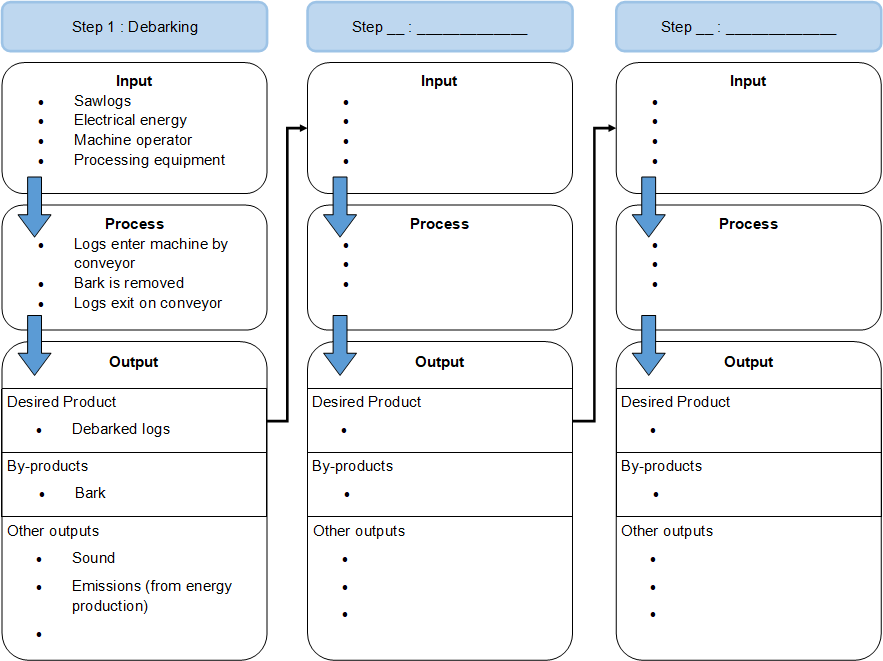 Step 1 : Debarking
Input
• Sawlogs
• Electrical energy
• Machine operator
• Processing equipment
Process
• Logs enter machine by
conveyor
• Bark is removed
• Logs exit on conveyor
Output
Desired Product
• Debarked logs
By-products
• Bark
Other outputs
• Sound
• Emissions (from energy
production)
•
Step __ : _____________
Input
•
•
•
•
Process
•
•
•
Output
Desired Product
•
By-products
•
Other outputs
•
•
•
Step __ : _____________
Input
•
•
•
•
Process
•
•
•
Output
Desired Product
•
By-products
•
Other outputs
•
•
•